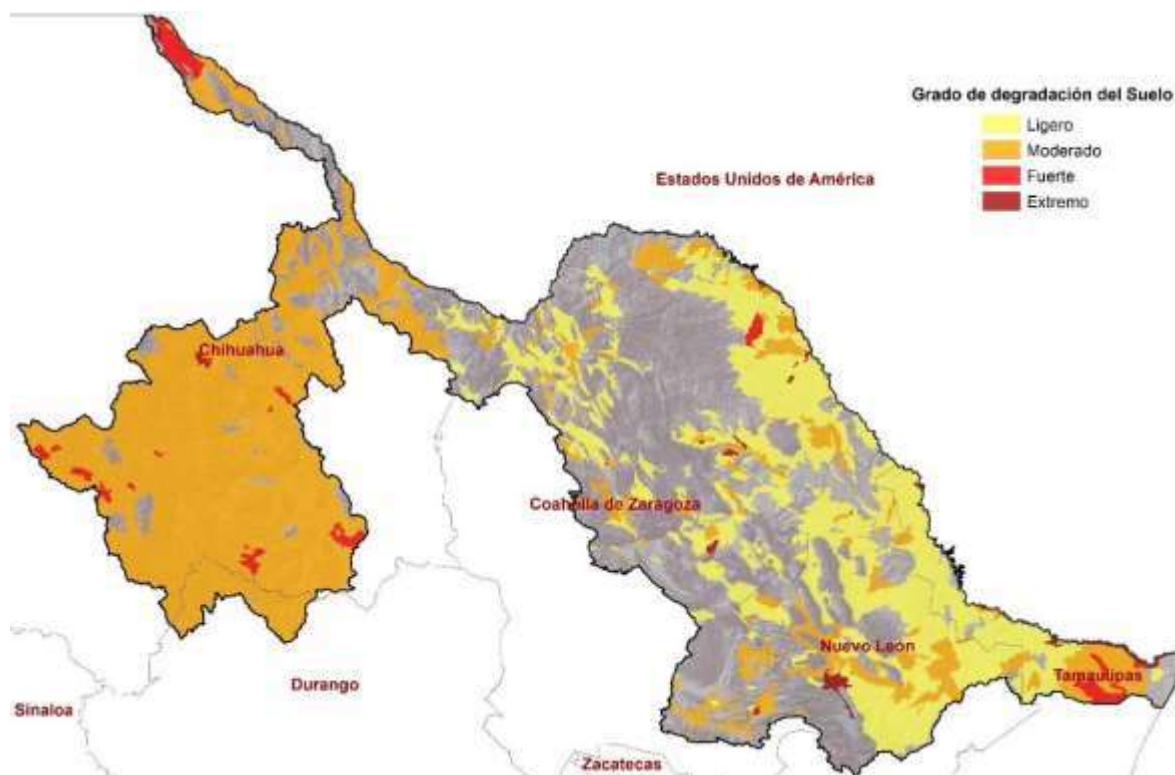 Grado de degradación del Suelo
Ligero
Moderado
Fuerte
Extremo
Estados Unidos de América
Chihuahua
Coahuila de Zaragoza
Nuevo León
Tamaulipas
Durango
Sinaloa
Zacatecas